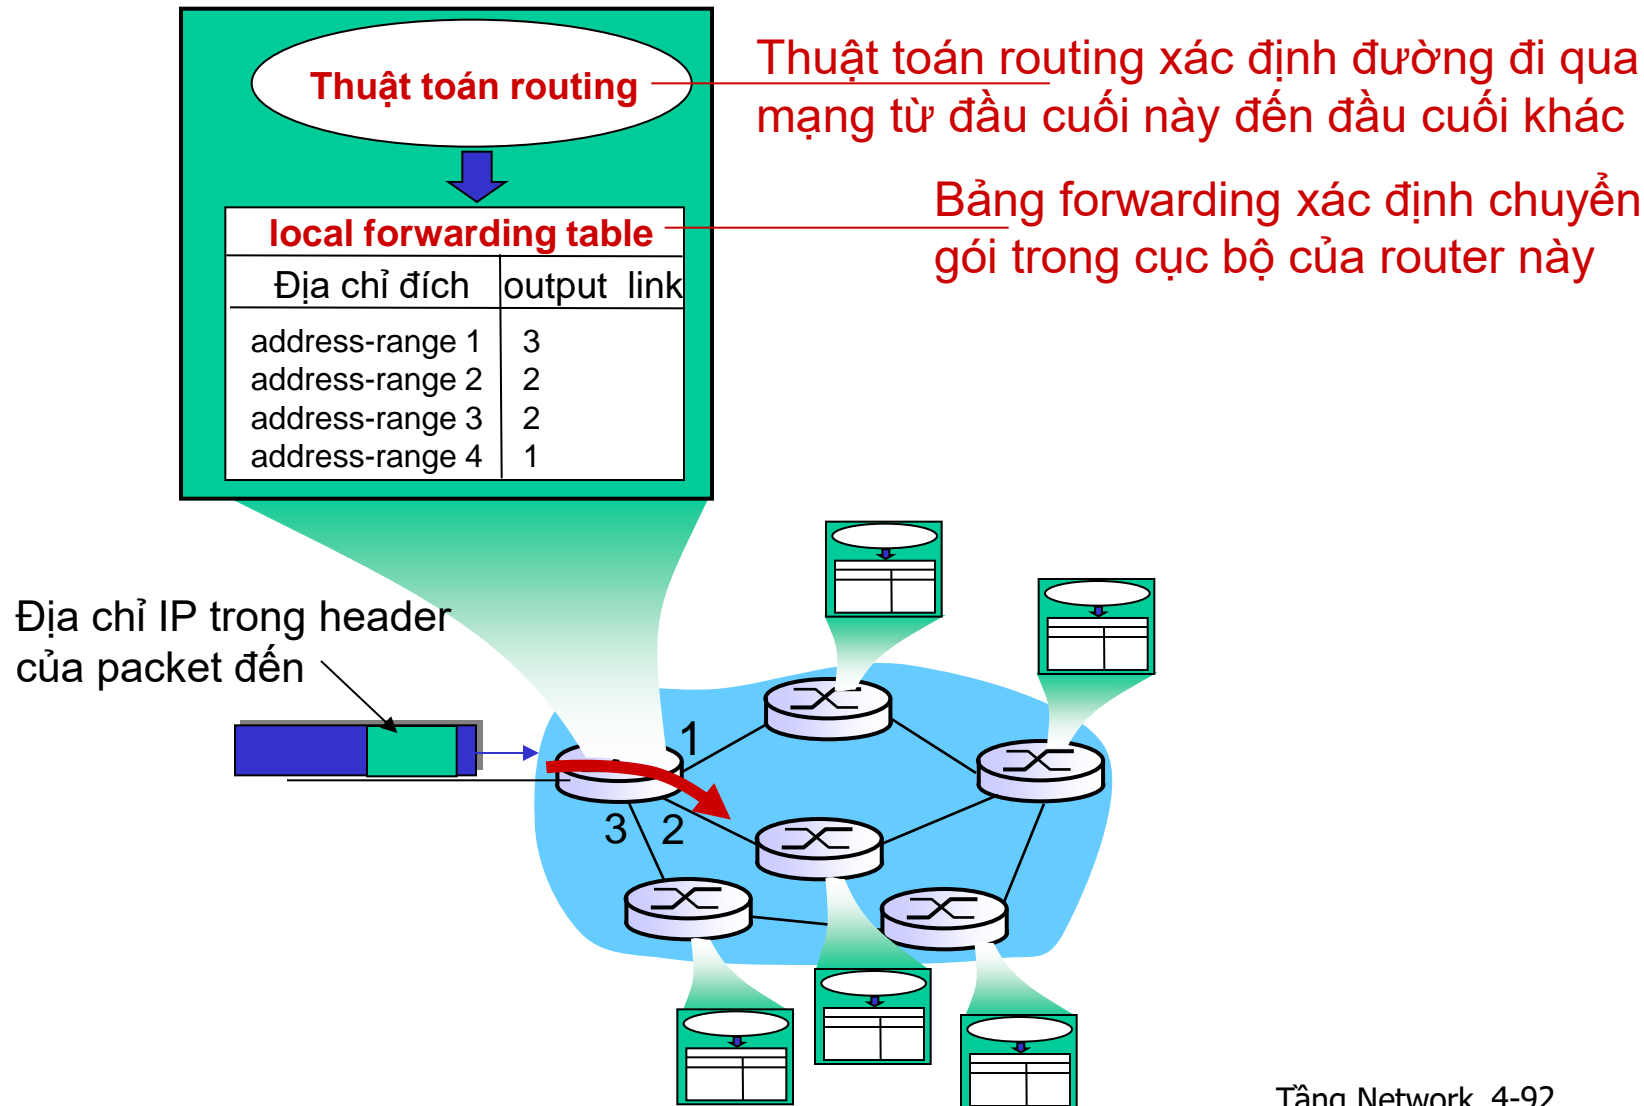 Thuật toán routing
Thuật toán routing xác định đường đi qua
mạng từ đầu cuối này đến đầu cuối khác
Bảng forwarding xác định chuyển
gói trong cục bộ của router này
local forwarding table
Địa chỉ đích output link
address-range 1 3
address-range 2 2
address-range 3 2
address-range 4 1
Địa chỉ IP trong header
của packet đến
1
3 2
Tầng Network 4-92